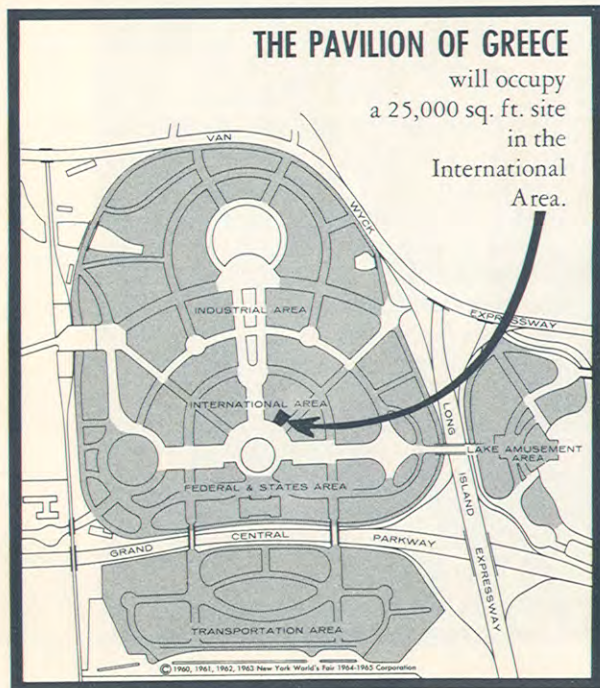 THE PAVILION OF GREECE
will occupy
a 25,000 sq. ft. site
in the
International
Area.
VAN
WYCK
EXPRESSWAY
INDUSTRIAL AREA
INTERNATIONAL AREA
LONG
ISLAND
EXPRESSWAY
LAKE AMUSEMENT
AREA
FEDERAL & STATES AREA
GRAND
CENTRAL
PARKWAY
TRANSPORTATION AREA
© 1960, 1961, 1962, 1963 New York World's Fair 1964-1965 Corporation